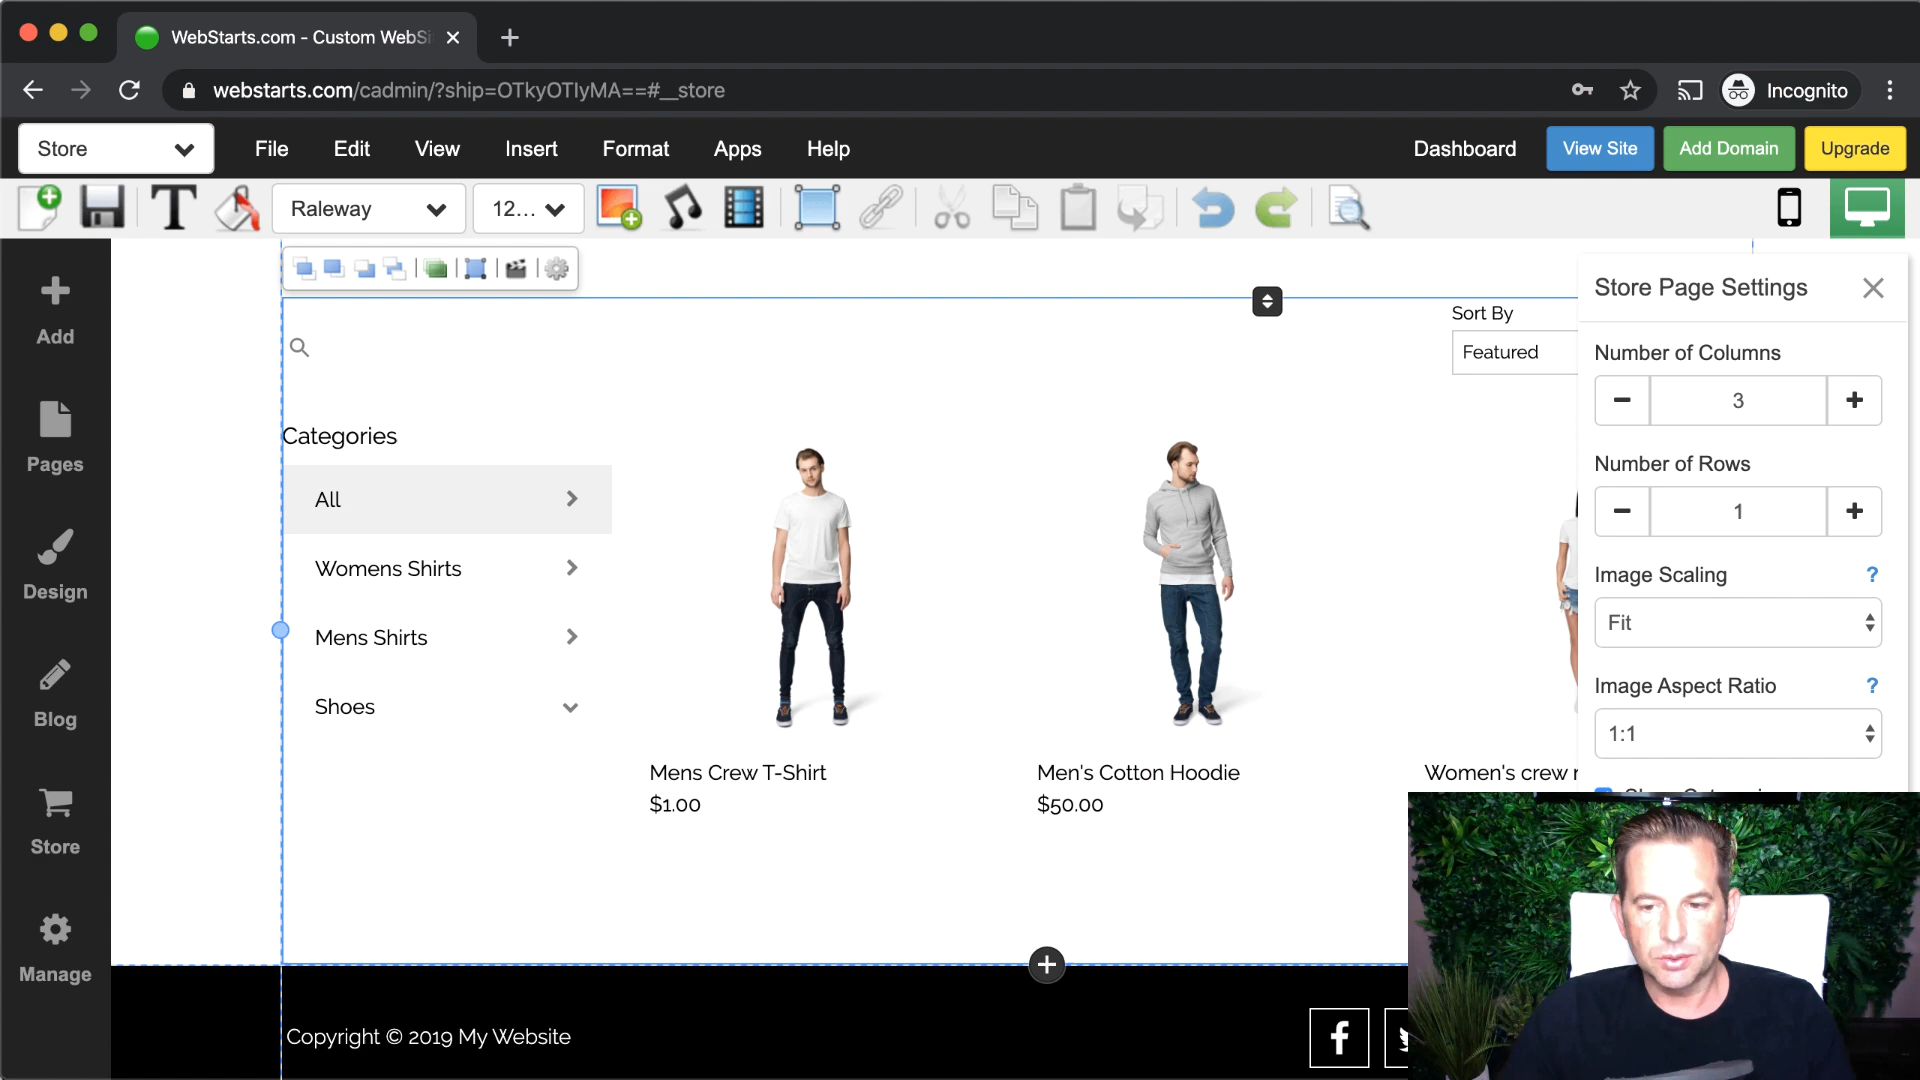 WebStarts.com - Custom WebSi
webstarts.com/cadmin/?ship=OTkyOTIyMA==#__store
Incognito
Store
File
Edit
View
Insert
Format
Apps
Help
Dashboard
View Site
Add Domain
Upgrade
Raleway
12...
Add
Pages
Design
Blog
Store
Manage
Sort By
Featured
Categories
All
Womens Shirts
Mens Shirts
Shoes
Mens Crew T-Shirt
$1.00
Men's Cotton Hoodie
$50.00
Women's crew
Store Page Settings
Number of Columns
3
Number of Rows
1
Image Scaling ?
Fit
Image Aspect Ratio ?
1:1
Copyright © 2019 My Website